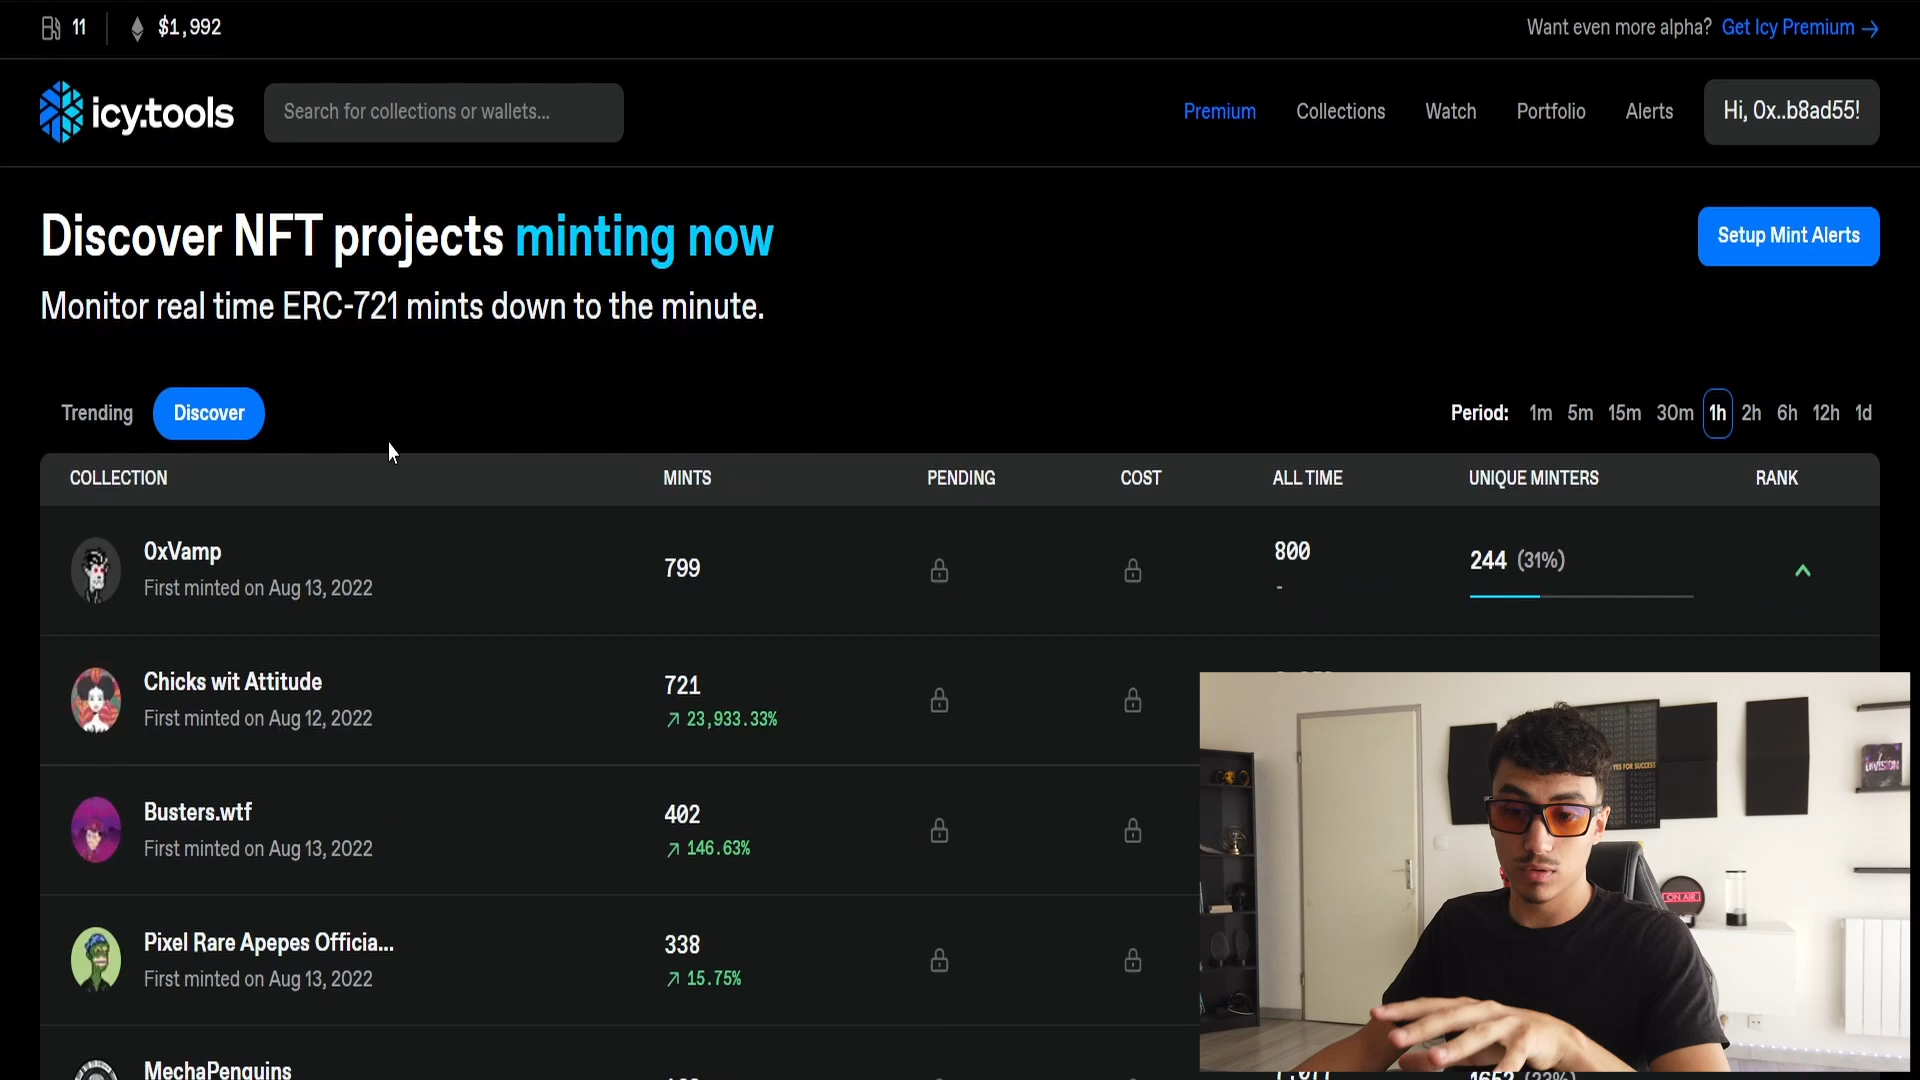 11 $1,992 Want even more alpha? Get Icy Premium →
icy.tools Search for collections or wallets... Premium Collections Watch Portfolio Alerts Hi, 0x..b8ad55!
Discover NFT projects minting now Setup Mint Alerts
Monitor real time ERC-721 mints down to the minute.
Trending Discover Period: 1m 5m 15m 30m 1h 2h 6h 12h 1d
COLLECTION MINTS PENDING COST ALL TIME UNIQUE MINTERS RANK
0xVamp 799 800 244 (31%)
First minted on Aug 13, 2022 -
Chicks wit Attitude 721
First minted on Aug 12, 2022 23,933.33%
Busters.wtf 402
First minted on Aug 13, 2022 146.63%
Pixel Rare Apepes Officia... 338
First minted on Aug 13, 2022 15.75%
MechaPenguins
YES FOR SUCCESS
ON AIR